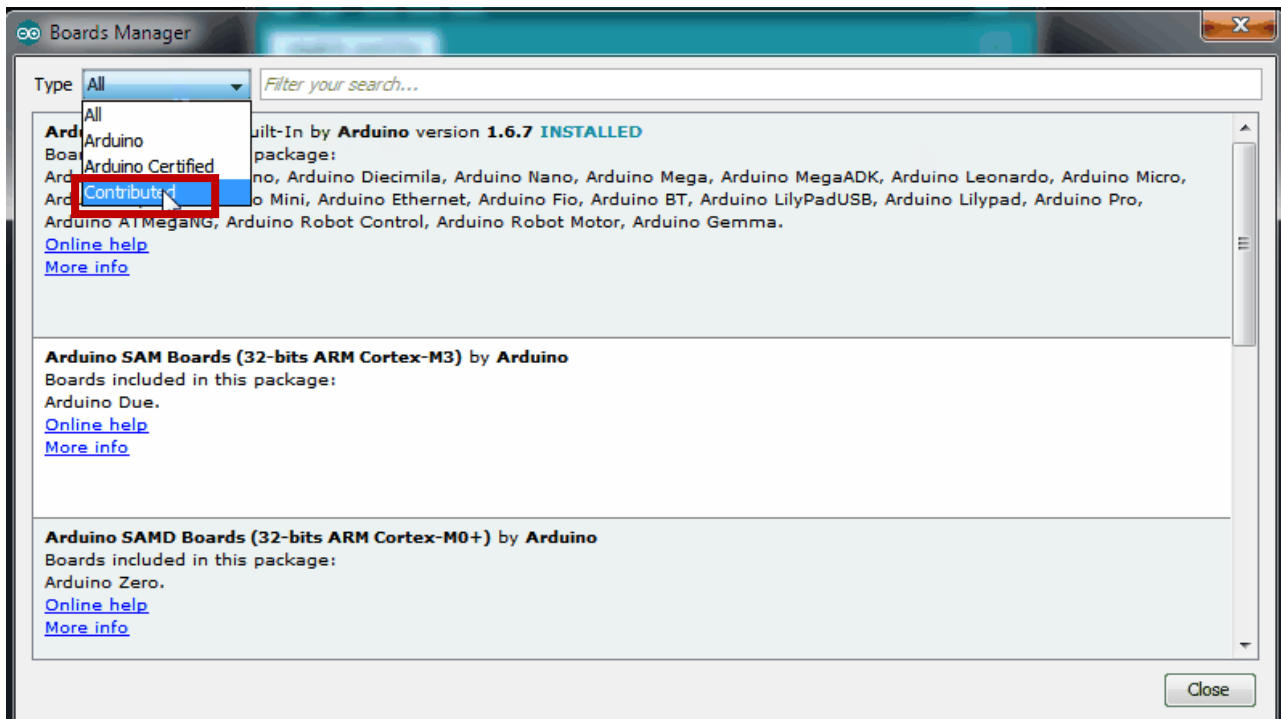 Boards Manager
Type All
Filter your search...
All
Arduino
Arduino Certified
Contributed
uilt-In by Arduino version 1.6.7 INSTALLED
package:
no, Arduino Diecimila, Arduino Nano, Arduino Mega, Arduino MegaADK, Arduino Leonardo, Arduino Micro,
o Mini, Arduino Ethernet, Arduino Fio, Arduino BT, Arduino LilyPadUSB, Arduino Lilypad, Arduino Pro,
Arduino ATMegaNG, Arduino Robot Control, Arduino Robot Motor, Arduino Gemma.
Online help
More info
Arduino SAM Boards (32-bits ARM Cortex-M3) by Arduino
Boards included in this package:
Arduino Due.
Online help
More info
Arduino SAMD Boards (32-bits ARM Cortex-M0+) by Arduino
Boards included in this package:
Arduino Zero.
Online help
More info
Close